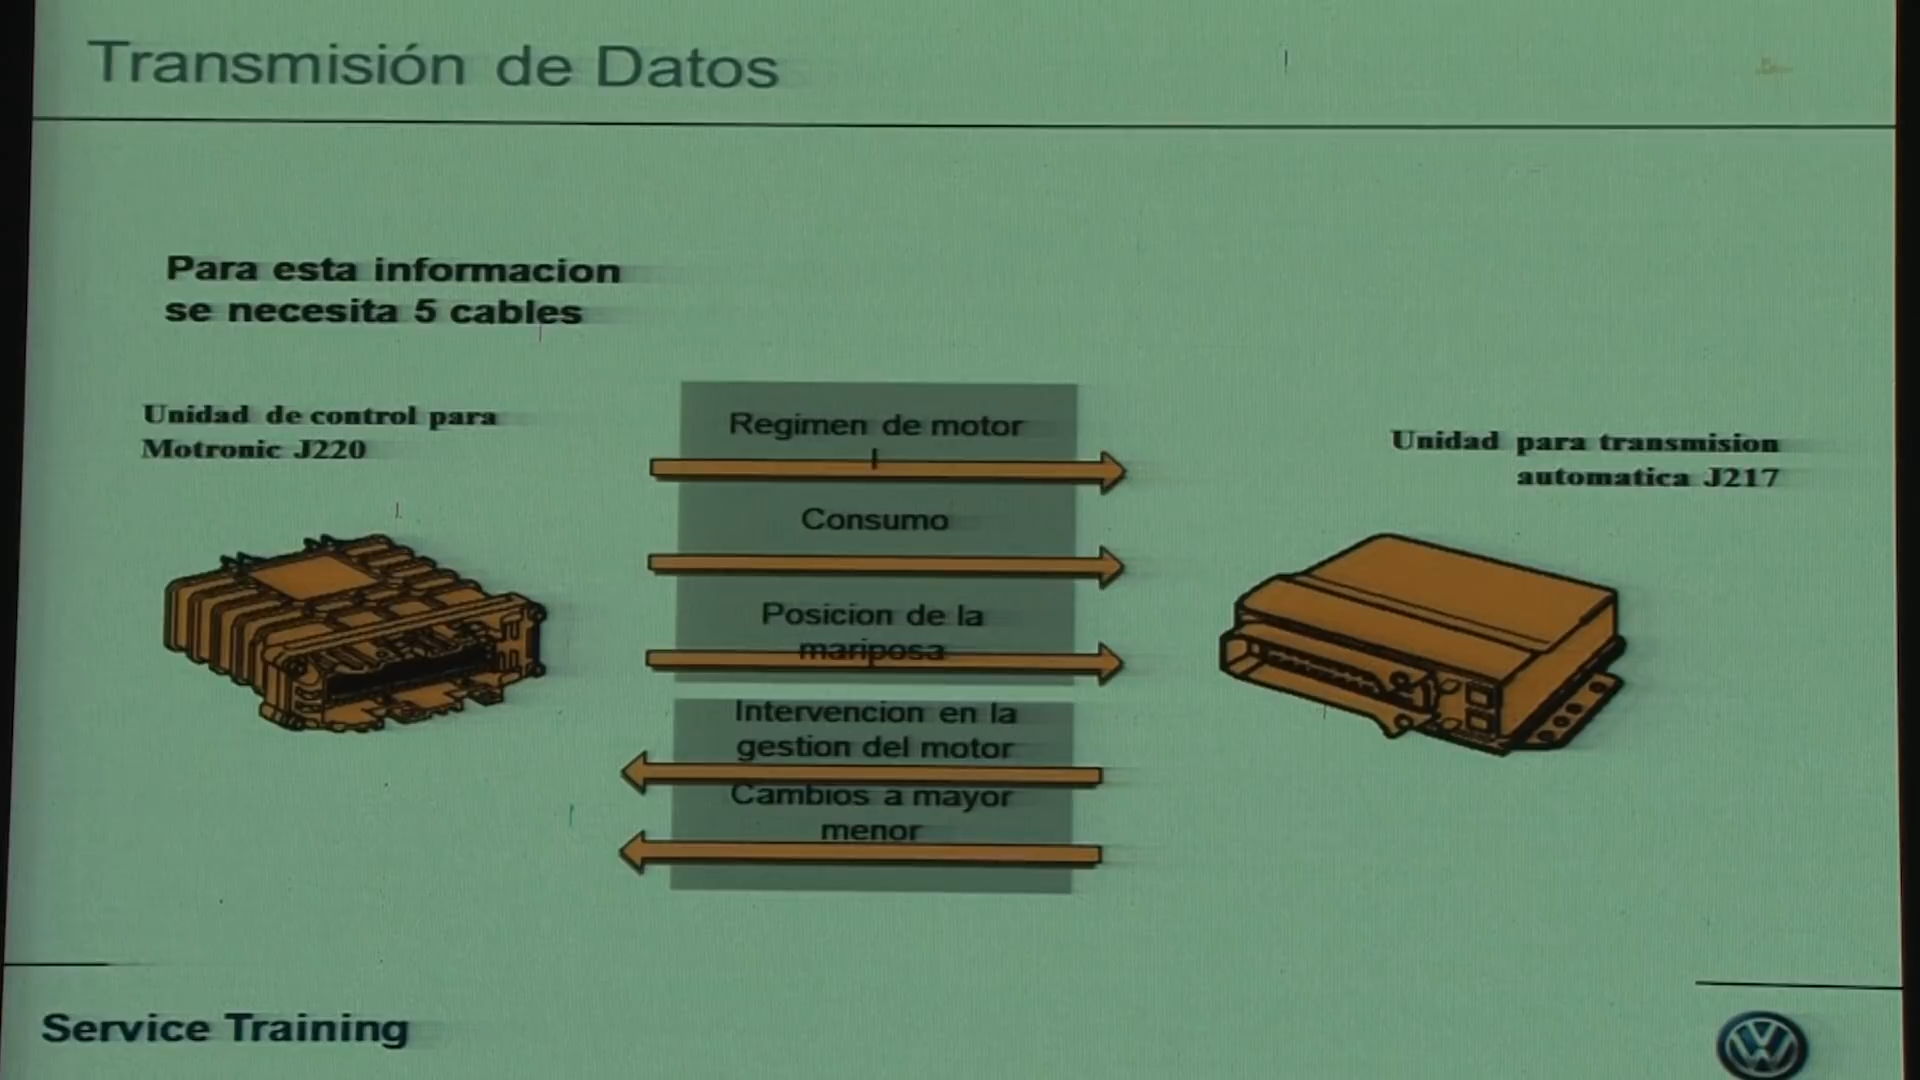 Transmisión de Datos
Para esta informacion
se necesita 5 cables
Unidad de control para
Motronic J220
Regimen de motor
Consumo
Posicion de la
mariposa
Intervencion en la
gestion del motor
Cambios a mayor
menor
Unidad para transmision
automatica J217
Service Training